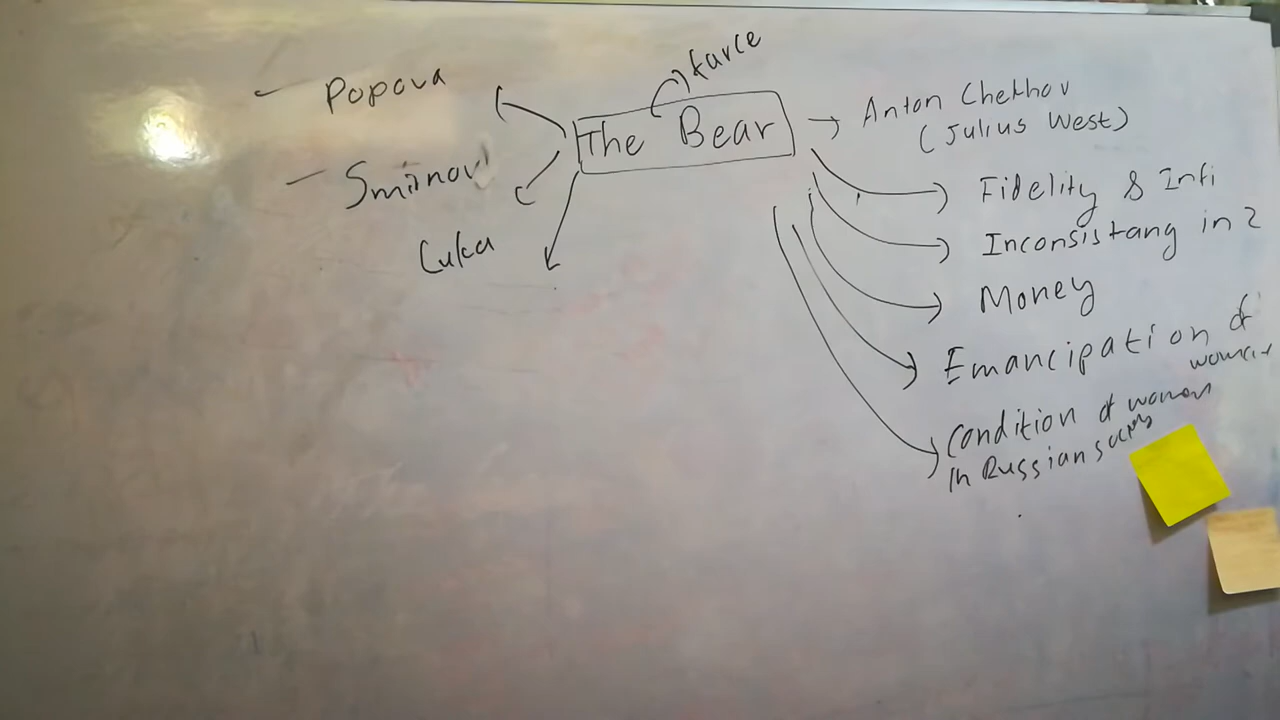 farce
The Bear
Popova
Smirnov
Luka
Anton Chekhov
(Julius West)
Fidelity & Infi
Inconsistang in 2
Money
Emancipation of
women
Condition of women
in Russian